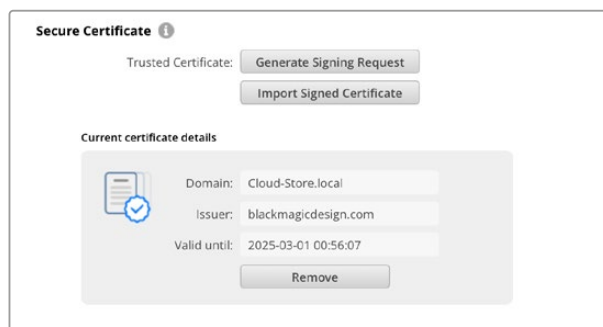 Secure Certificate
Trusted Certificate: Generate Signing Request
Import Signed Certificate
Current certificate details
Domain: Cloud-Store.local
Issuer: blackmagicdesign.com
Valid until: 2025-03-01 00:56:07
Remove